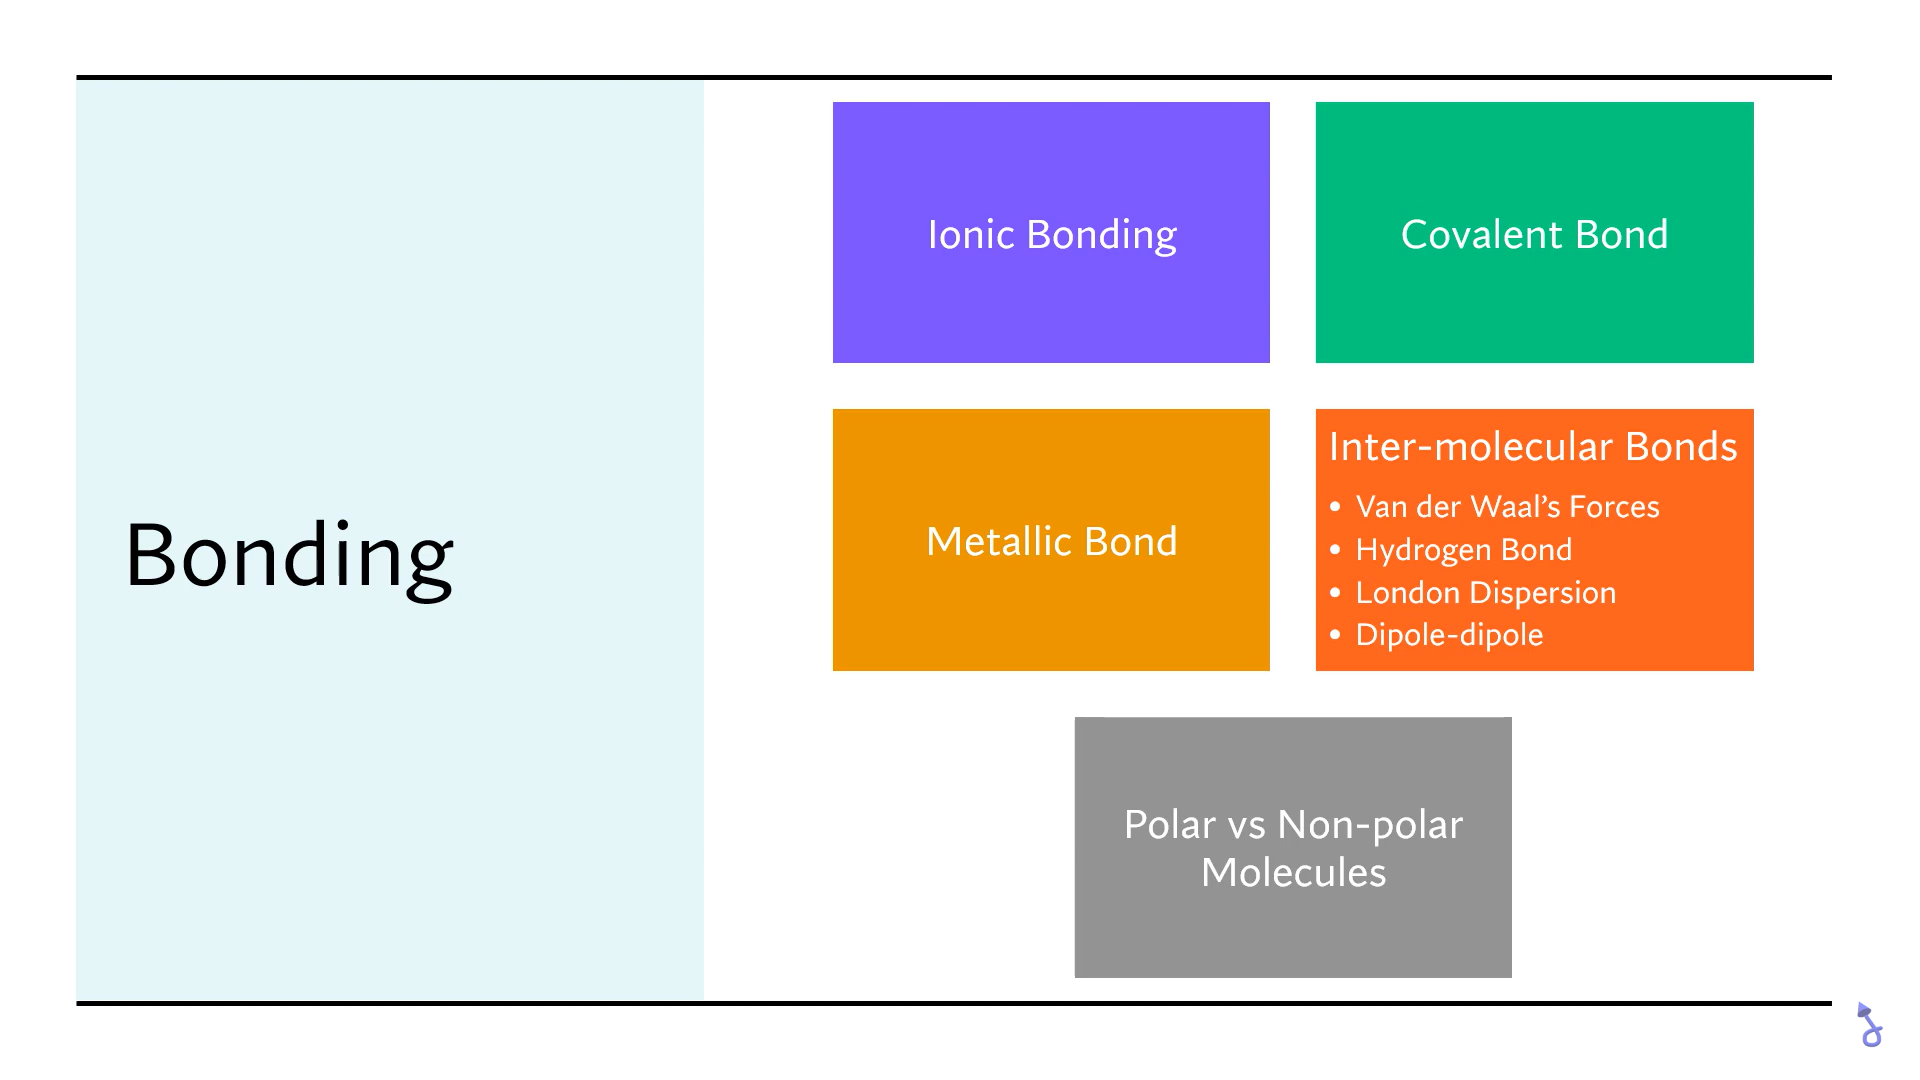 Bonding
Ionic Bonding
Covalent Bond
Metallic Bond
Inter-molecular Bonds
• Van der Waal’s Forces
• Hydrogen Bond
• London Dispersion
• Dipole-dipole
Polar vs Non-polar
Molecules